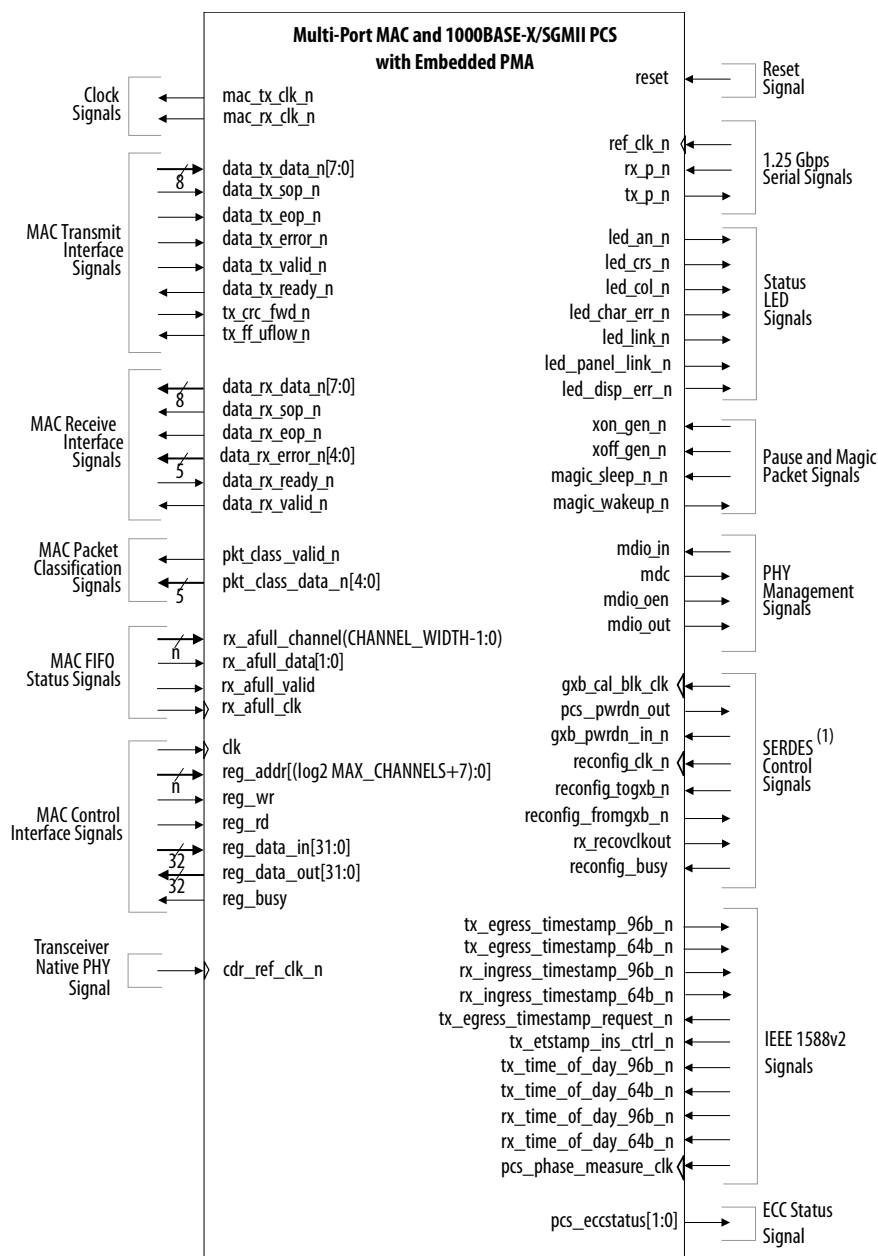 Multi-Port MAC and 1000BASE-X/SGMII PCS
with Embedded PMA
Clock
Signals
mac_tx_clk_n
mac_rx_clk_n
MAC Transmit
Interface
Signals
data_tx_data_n[7:0]
8
data_tx_sop_n
data_tx_eop_n
data_tx_error_n
data_tx_valid_n
data_tx_ready_n
tx_crc_fwd_n
tx_ff_uflow_n
MAC Receive
Interface
Signals
data_rx_data_n[7:0]
8
data_rx_sop_n
data_rx_eop_n
data_rx_error_n[4:0]
5
data_rx_ready_n
data_rx_valid_n
MAC Packet
Classification
Signals
pkt_class_valid_n
pkt_class_data_n[4:0]
5
MAC FIFO
Status Signals
rx_afull_channel(CHANNEL_WIDTH-1:0)
n
rx_afull_data[1:0]
rx_afull_valid
rx_afull_clk
MAC Control
Interface Signals
clk
reg_addr[(log2 MAX_CHANNELS+7):0]
n
reg_wr
reg_rd
reg_data_in[31:0]
32
reg_data_out[31:0]
32
reg_busy
Transceiver
Native PHY
Signal
cdr_ref_clk_n
reset
Reset
Signal
ref_clk_n
rx_p_n
tx_p_n
1.25 Gbps
Serial Signals
led_an_n
led_crs_n
led_col_n
led_char_err_n
led_link_n
led_panel_link_n
led_disp_err_n
Status
LED
Signals
xon_gen_n
xoff_gen_n
magic_sleep_n_n
magic_wakeup_n
Pause and Magic
Packet Signals
mdio_in
mdc
mdio_oen
mdio_out
PHY
Management
Signals
gxb_cal_blk_clk
pcs_pwrdn_out
gxb_pwrdn_in_n
reconfig_clk_n
reconfig_togxb_n
reconfig_fromgxb_n
rx_recovclkout
reconfig_busy
SERDES (1)
Control
Signals
tx_egress_timestamp_96b_n
tx_egress_timestamp_64b_n
rx_ingress_timestamp_96b_n
rx_ingress_timestamp_64b_n
tx_egress_timestamp_request_n
tx_etstamp_ins_ctrl_n
tx_time_of_day_96b_n
tx_time_of_day_64b_n
rx_time_of_day_96b_n
rx_time_of_day_64b_n
pcs_phase_measure_clk
IEEE 1588v2
Signals
pcs_eccstatus[1:0]
ECC Status
Signal